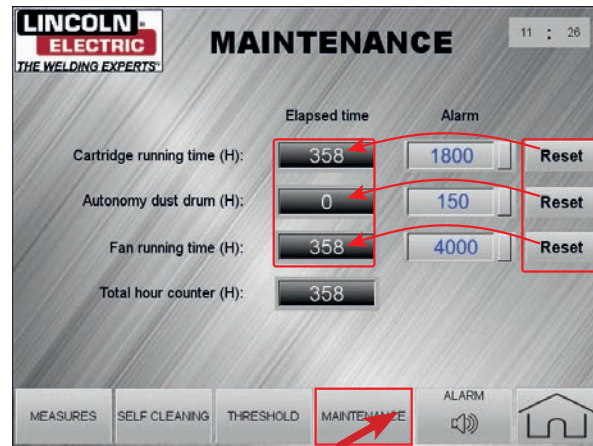 LINCOLN
ELECTRIC
THE WELDING EXPERTS
MAINTENANCE
11 : 26
Elapsed time Alarm
Cartridge running time (H): 358 1800 Reset
Autonomy dust drum (H): 0 150 Reset
Fan running time (H): 358 4000 Reset
Total hour counter (H): 358
MEASURES SELF CLEANING THRESHOLD MAINTENANCE ALARM